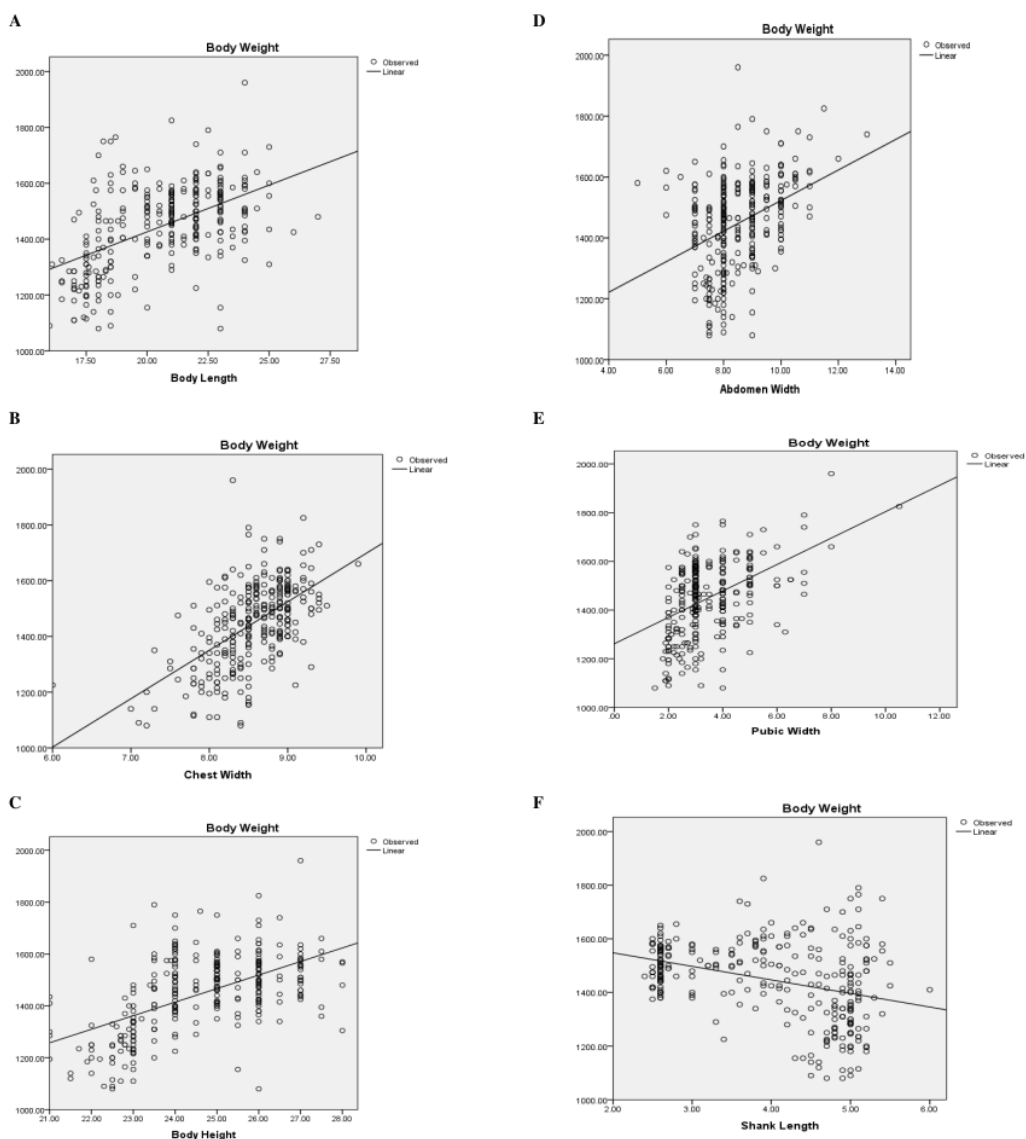 A
Body Weight
Observed
Linear
2000.00
1800.00
1600.00
1400.00
1200.00
1000.00
17.50 20.00 22.50 25.00 27.50
Body Length
B
Body Weight
Observed
Linear
2000.00
1800.00
1600.00
1400.00
1200.00
1000.00
6.00 7.00 8.00 9.00 10.00
Chest Width
C
Body Weight
Observed
Linear
2000.00
1800.00
1600.00
1400.00
1200.00
1000.00
21.00 22.00 23.00 24.00 25.00 26.00 27.00 28.00
Body Height
D
Body Weight
Observed
Linear
2000.00
1800.00
1600.00
1400.00
1200.00
1000.00
4.00 6.00 8.00 10.00 12.00 14.00
Abdomen Width
E
Body Weight
Observed
Linear
2000.00
1800.00
1600.00
1400.00
1200.00
1000.00
.00 2.00 4.00 6.00 8.00 10.00 12.00
Pubic Width
F
Body Weight
Observed
Linear
2000.00
1800.00
1600.00
1400.00
1200.00
1000.00
2.00 3.00 4.00 5.00 6.00
Shank Length